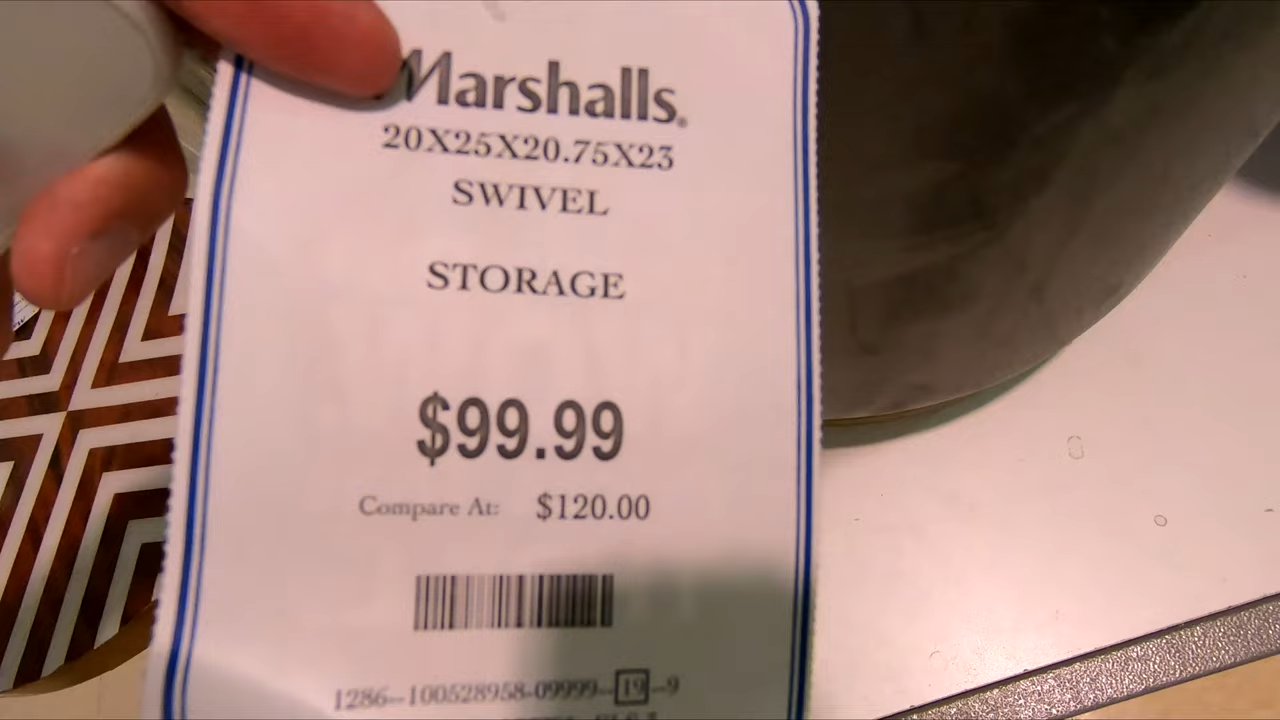 Marshalls.
20X25X20.75X23
SWIVEL
STORAGE
$99.99
Compare At: $120.00
1286--100528958-09999--19--9